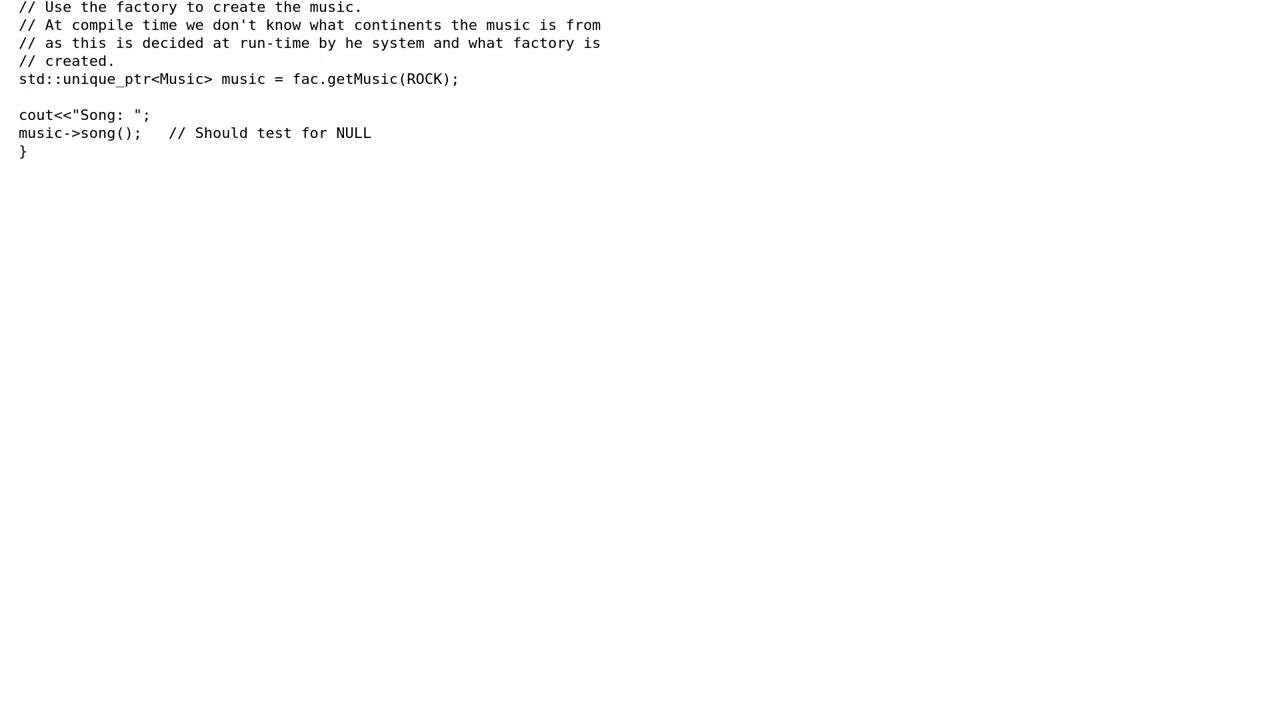 // Use the factory to create the music.
// At compile time we don't know what continents the music is from
// as this is decided at run-time by he system and what factory is
// created.
std::unique_ptr<Music> music = fac.getMusic(ROCK);

cout<<"Song: ";
music->song();   // Should test for NULL
}